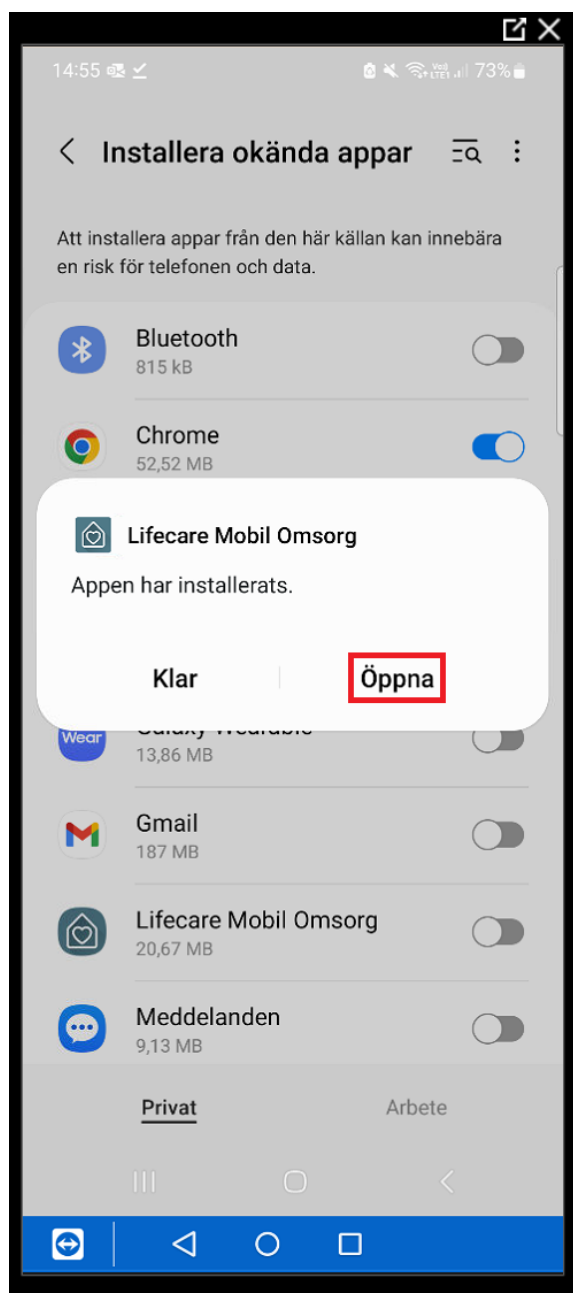 14:55
73%
Installera okända appar
Att installera appar från den här källan kan innebära
en risk för telefonen och data.
Bluetooth
815 kB
Chrome
52,52 MB
Lifecare Mobil Omsorg
Appen har installerats.
Klar
Öppna
Wear
Galaxy Wearable
13,86 MB
Gmail
187 MB
Lifecare Mobil Omsorg
20,67 MB
Meddelanden
9,13 MB
Privat
Arbete